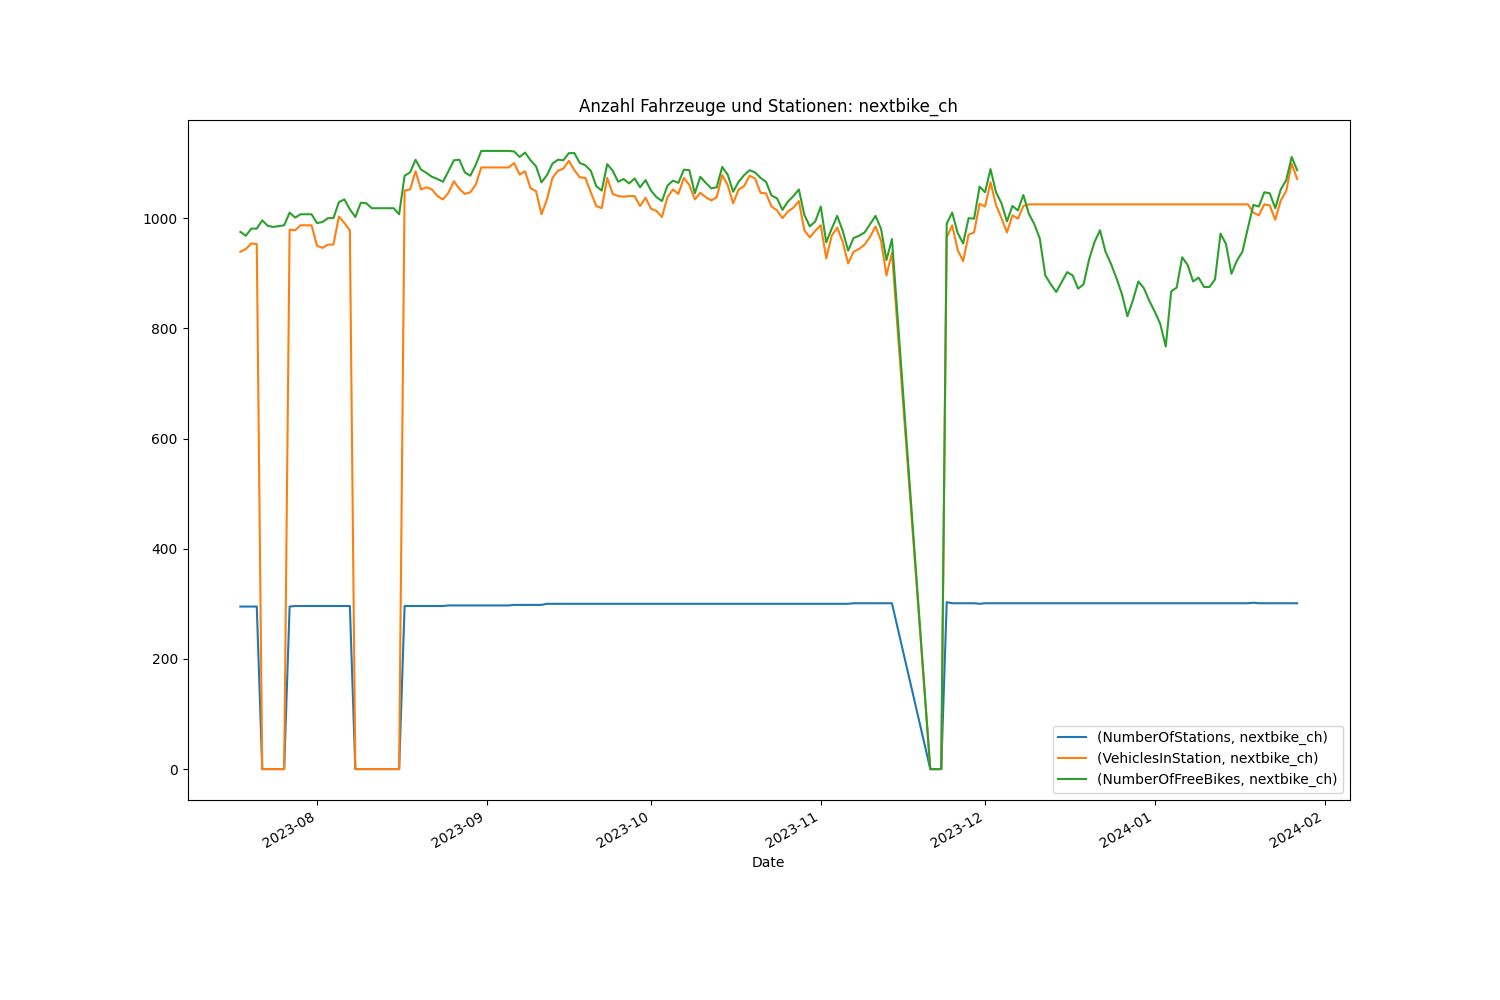 Anzahl Fahrzeuge und Stationen: nextbike_ch
1000
800
600
400
200
0
(NumberOfStations, nextbike_ch)
(VehiclesInStation, nextbike_ch)
(NumberOfFreeBikes, nextbike_ch)
2023-08
2023-09
2023-10
2023-11
2023-12
2024-01
2024-02
Date